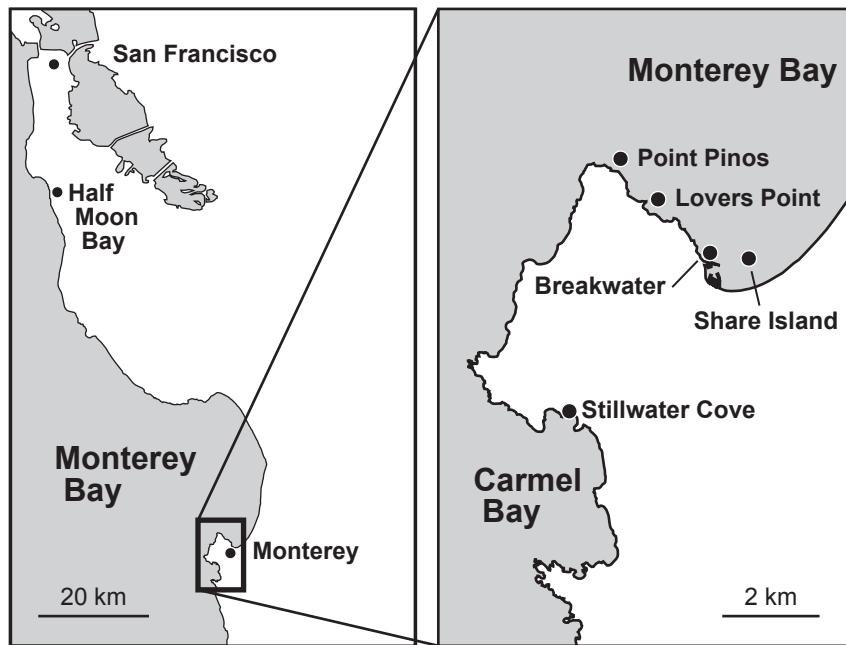 San Francisco
Half
Moon
Bay
Monterey
Bay
Monterey
20 km
Monterey Bay
Point Pinos
Lovers Point
Breakwater
Share Island
Stillwater Cove
Carmel
Bay
2 km